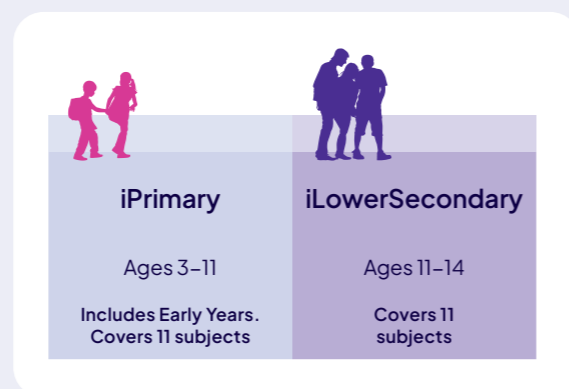 iPrimary
Ages 3–11
Includes Early Years.
Covers 11 subjects
iLowerSecondary
Ages 11–14
Covers 11
subjects